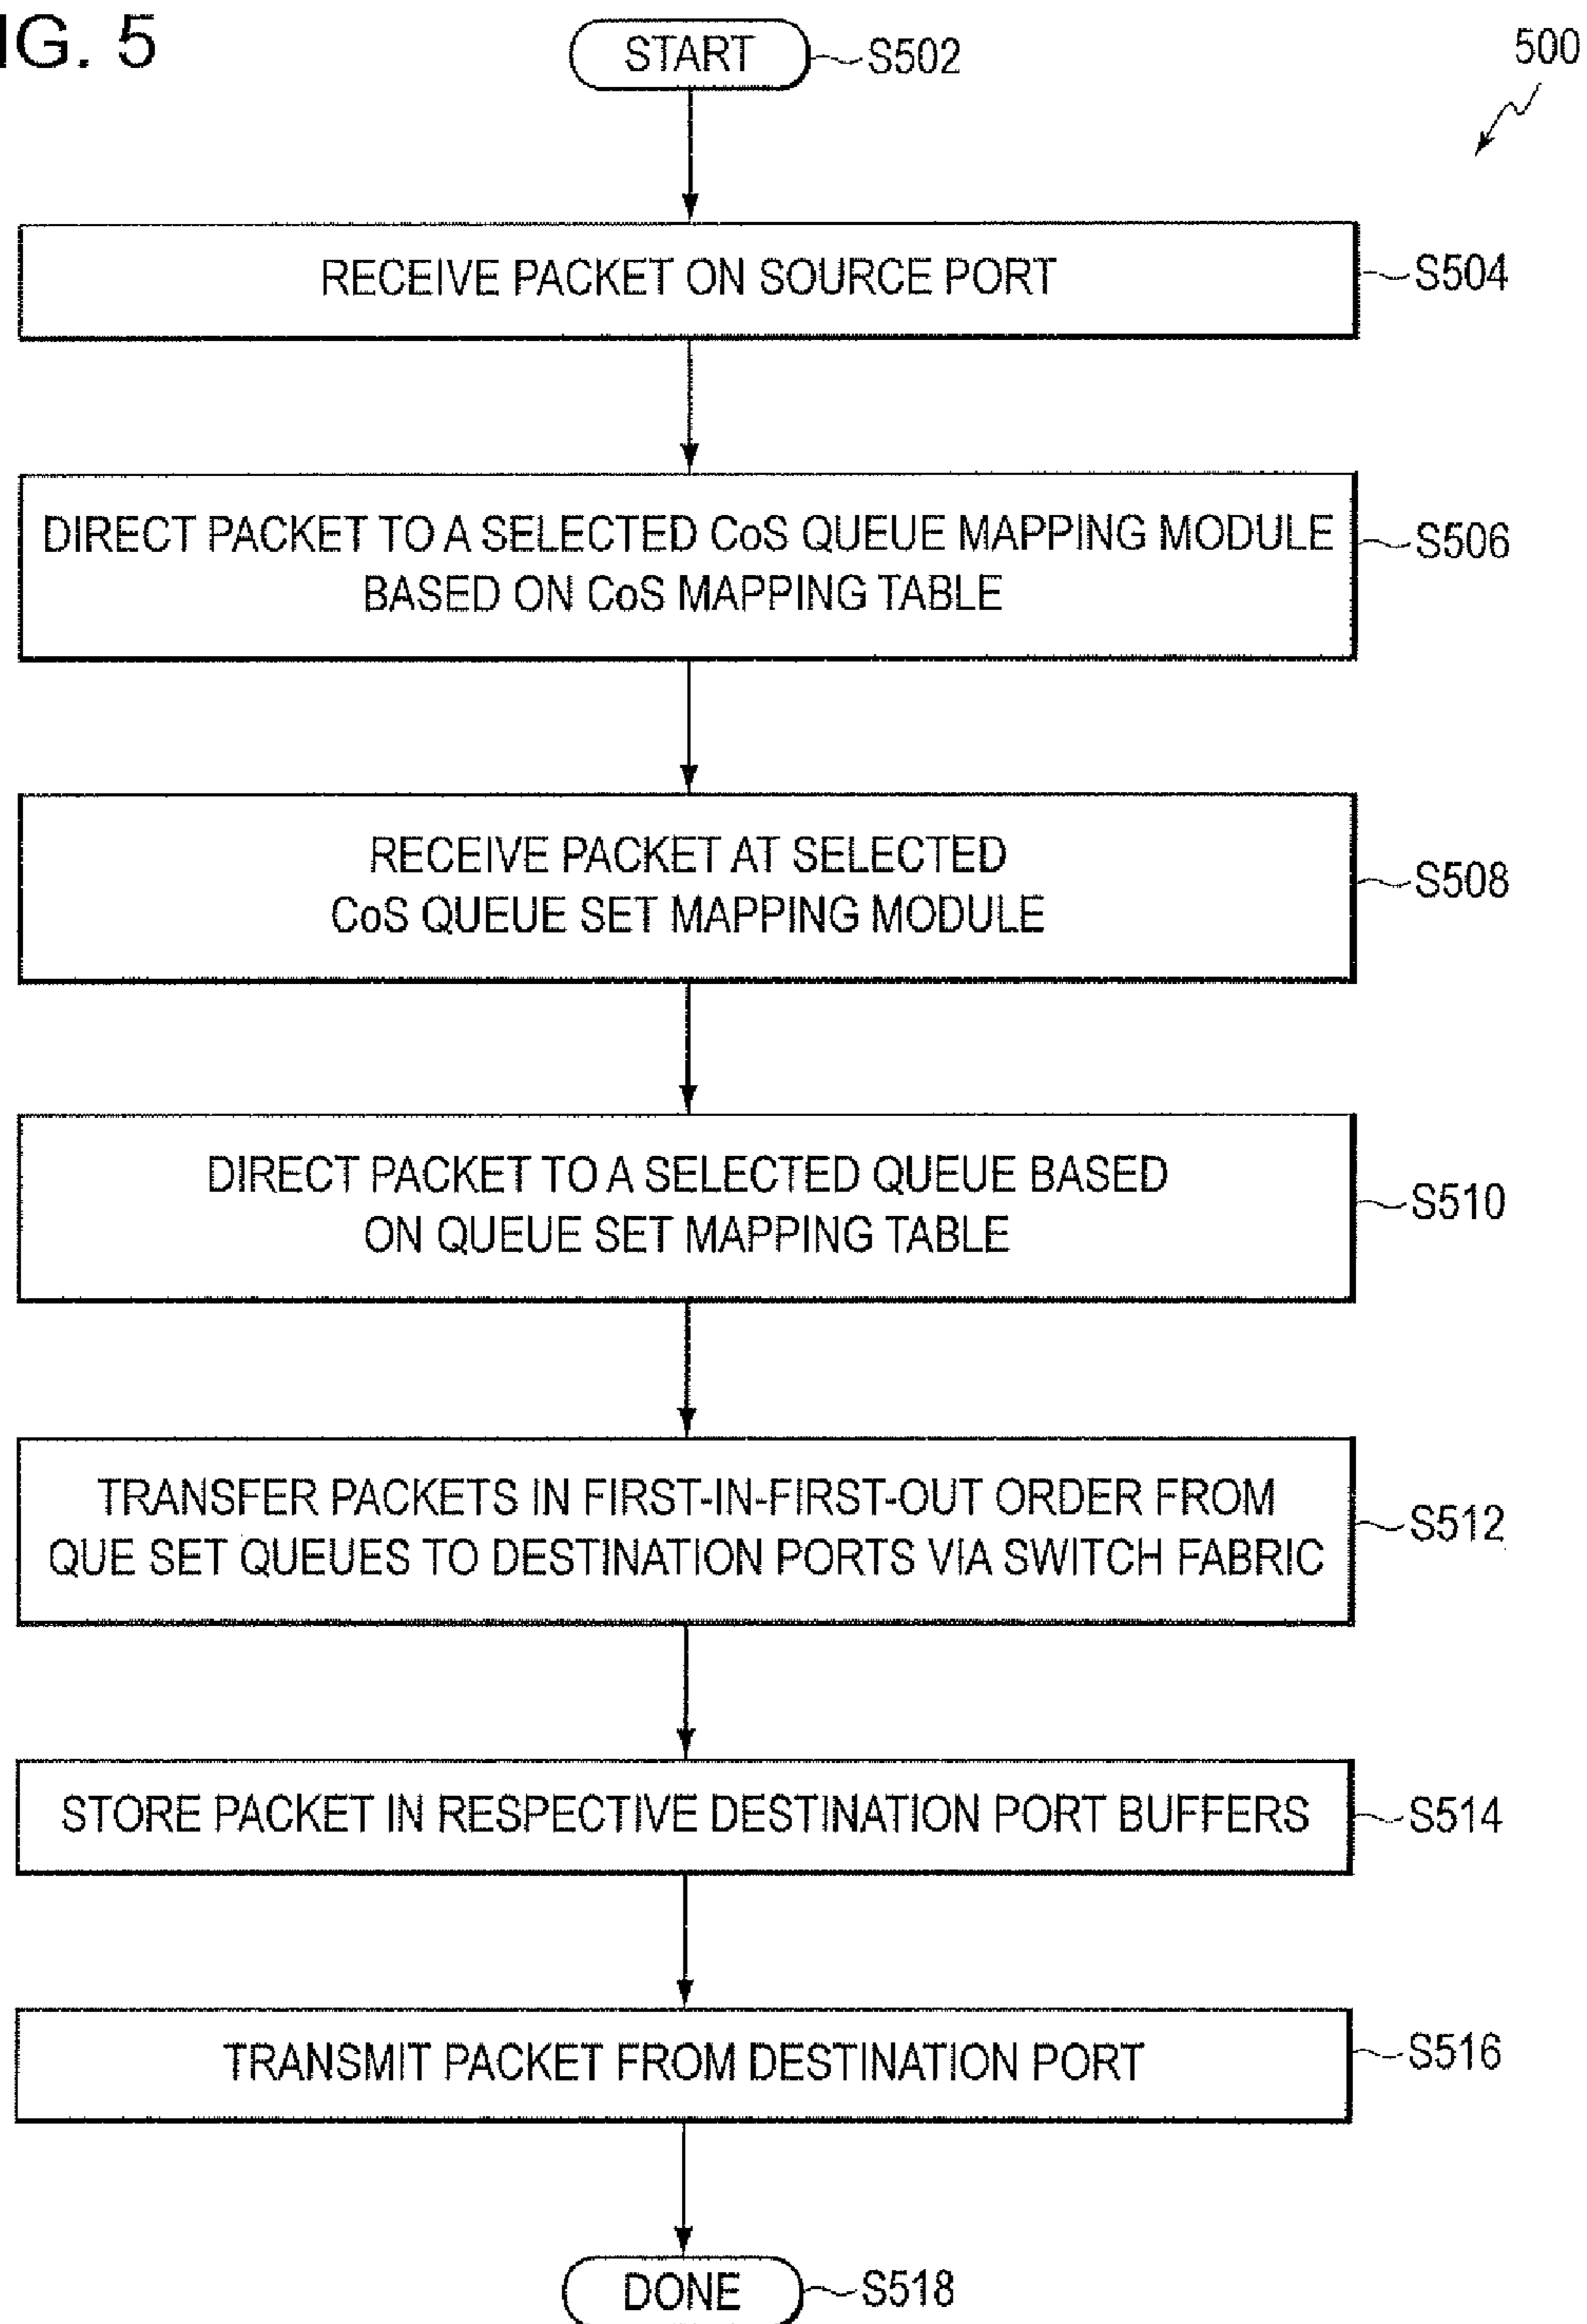 IG. 5
START
S502
500
RECEIVE PACKET ON SOURCE PORT
S504
DIRECT PACKET TO A SELECTED CoS QUEUE MAPPING MODULE
BASED ON CoS MAPPING TABLE
S506
RECEIVE PACKET AT SELECTED
CoS QUEUE SET MAPPING MODULE
S508
DIRECT PACKET TO A SELECTED QUEUE BASED
ON QUEUE SET MAPPING TABLE
S510
TRANSFER PACKETS IN FIRST-IN-FIRST-OUT ORDER FROM
QUE SET QUEUES TO DESTINATION PORTS VIA SWITCH FABRIC
S512
STORE PACKET IN RESPECTIVE DESTINATION PORT BUFFERS
S514
TRANSMIT PACKET FROM DESTINATION PORT
S516
DONE
S518